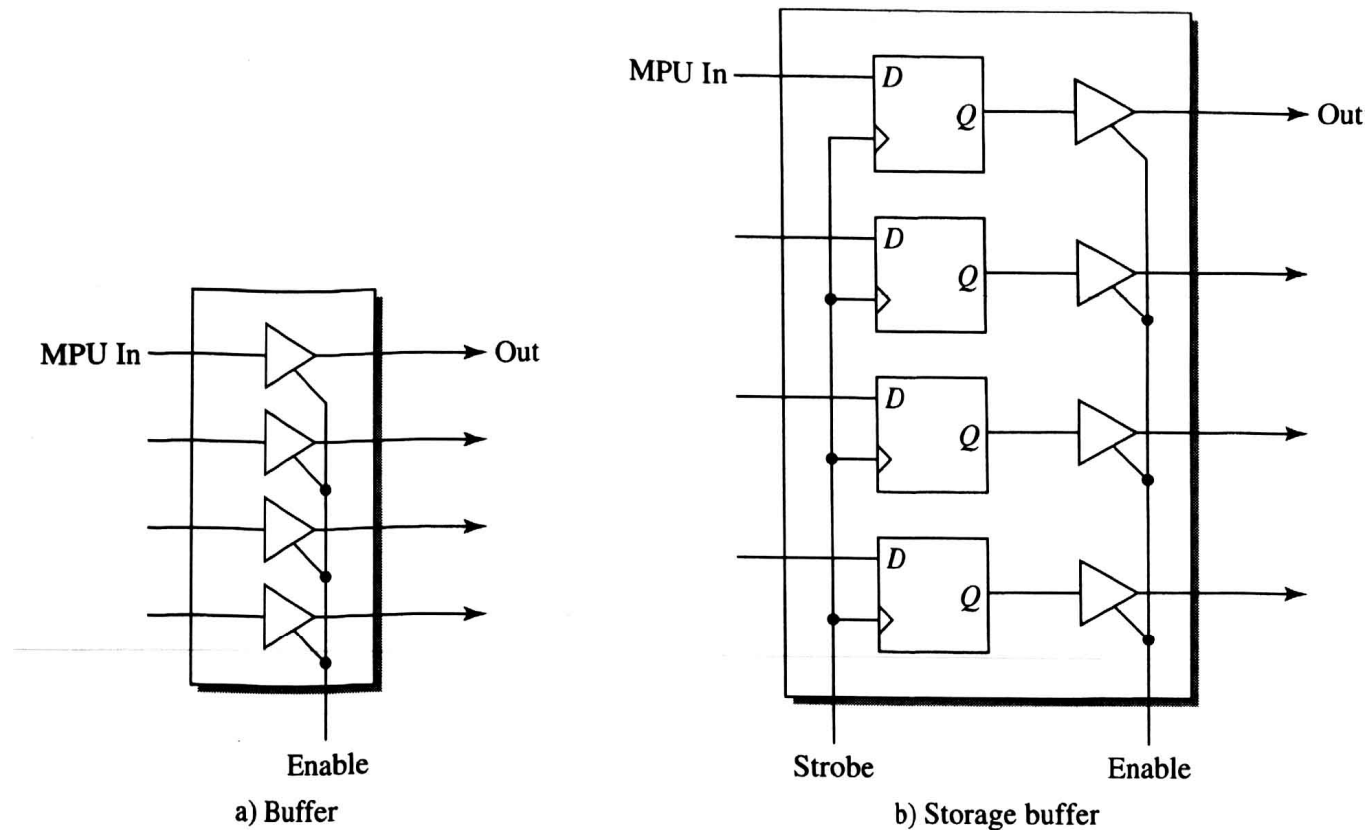 MPU In
Out
Enable
a) Buffer
MPU In
D
Q
Out
D
Q
D
Q
D
Q
Strobe
Enable
b) Storage buffer